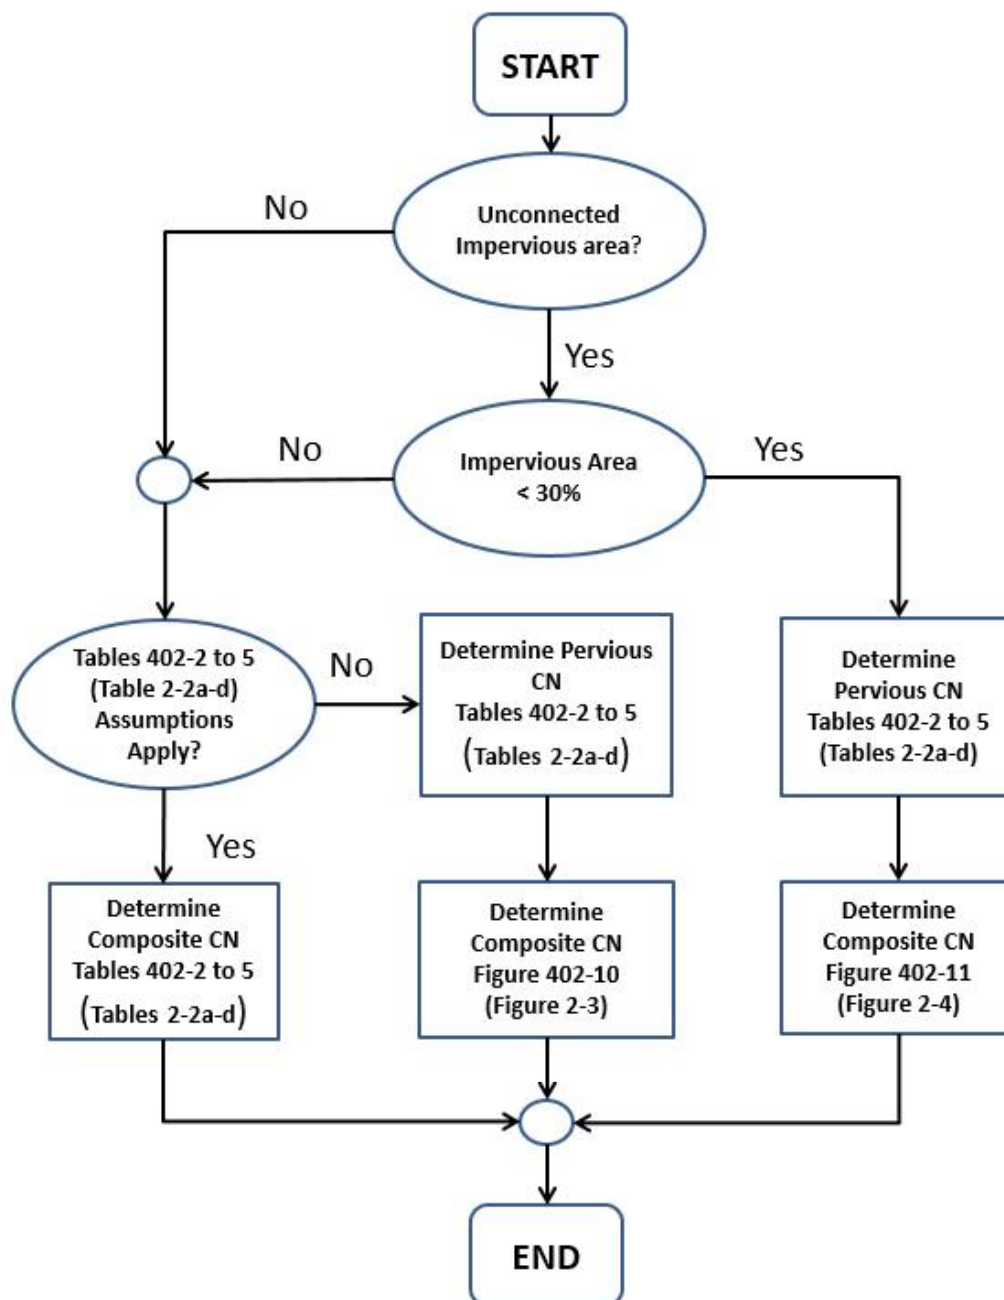 START
Unconnected
Impervious area?
No
Yes
Impervious Area
< 30%
No
Yes
Tables 402-2 to 5
(Table 2-2a-d)
Assumptions
Apply?
No
Yes
Determine Pervious
CN
Tables 402-2 to 5
(Tables 2-2a-d)
Determine
Pervious CN
Tables 402-2 to 5
(Tables 2-2a-d)
Determine
Composite CN
Tables 402-2 to 5
(Tables 2-2a-d)
Determine
Composite CN
Figure 402-10
(Figure 2-3)
Determine
Composite CN
Figure 402-11
(Figure 2-4)
END